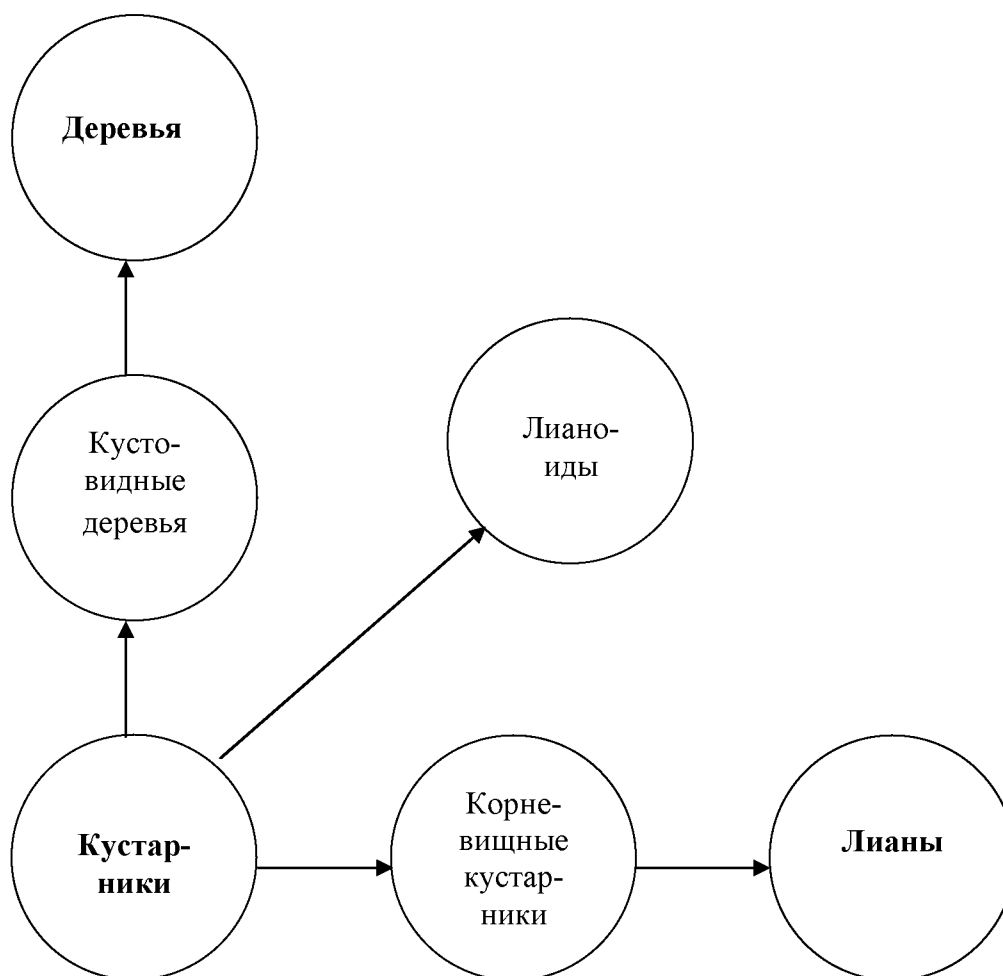 Деревья
Кусто-
видные
деревья
Лиано-
иды
Кустар-
ники
Корне-
вищные
кустар-
ники
Лианы